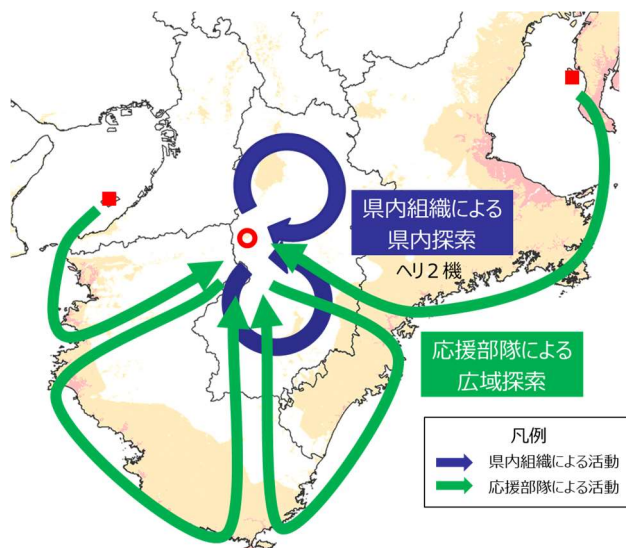 県内組織による
県内探索
ヘリ２機
応援部隊による
広域探索
凡例
県内組織による活動
応援部隊による活動